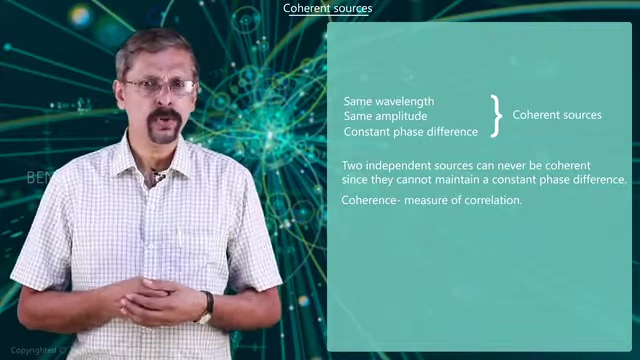 Coherent sources
Same wavelength
Same amplitude
Constant phase difference
} Coherent sources
Two independent sources can never be coherent
since they cannot maintain a constant phase difference.
Coherence- measure of correlation.
BEN